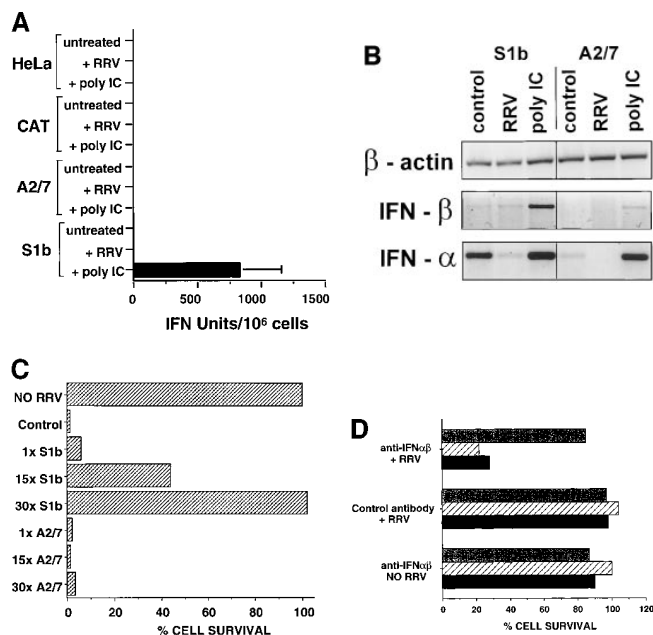 A
HeLa
untreated
+ RRV
+ poly IC
CAT
untreated
+ RRV
+ poly IC
A2/7
untreated
+ RRV
+ poly IC
S1b
untreated
+ RRV
+ poly IC
0 500 1000 1500
IFN Units/10⁶ cells
B
S1b A2/7
control RRV poly IC control RRV poly IC
β - actin
IFN - β
IFN - α
C
NO RRV
Control
1x S1b
15x S1b
30x S1b
1x A2/7
15x A2/7
30x A2/7
0 20 40 60 80 100
% CELL SURVIVAL
D
anti-IFNαβ
+ RRV
Control antibody
+ RRV
anti-IFNαβ
NO RRV
0 20 40 60 80 100 120
% CELL SURVIVAL